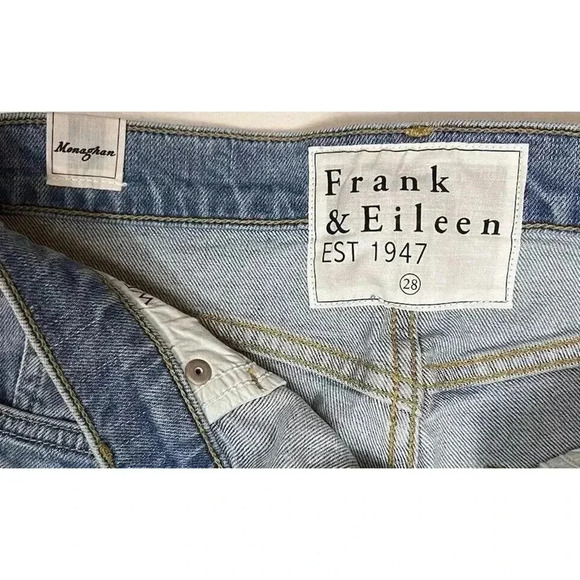 Monaghan
Frank
& Eileen
EST 1947
28